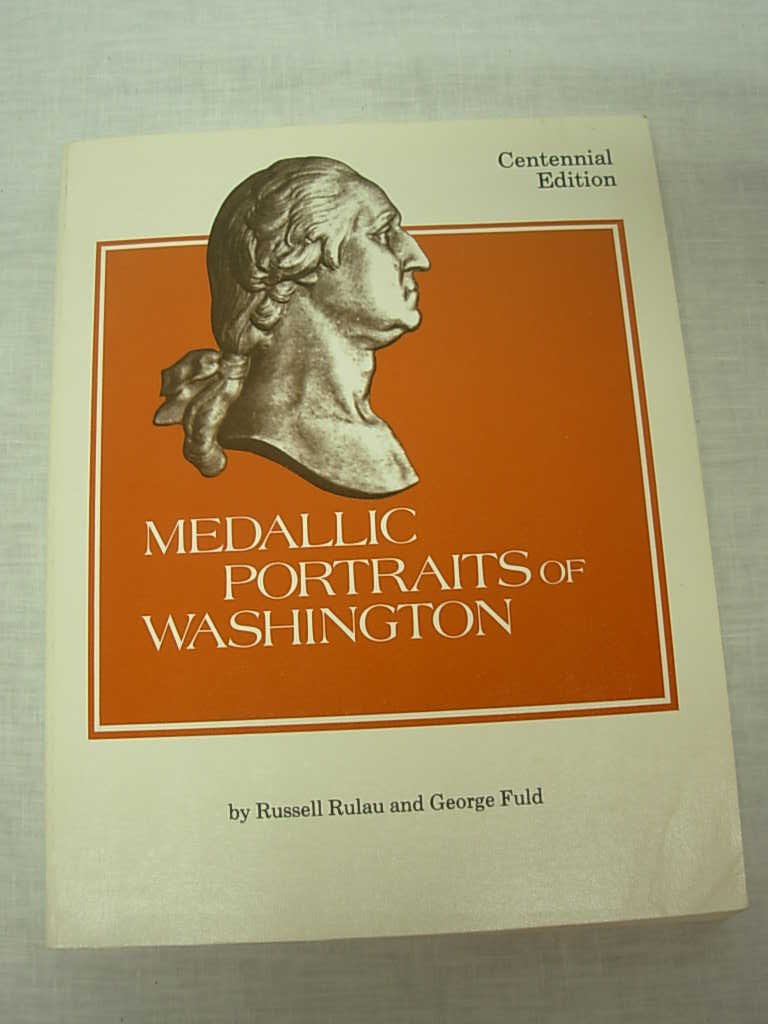 Centennial
Edition
MEDALLIC
PORTRAITS OF
WASHINGTON
by Russell Rulau and George Fuld